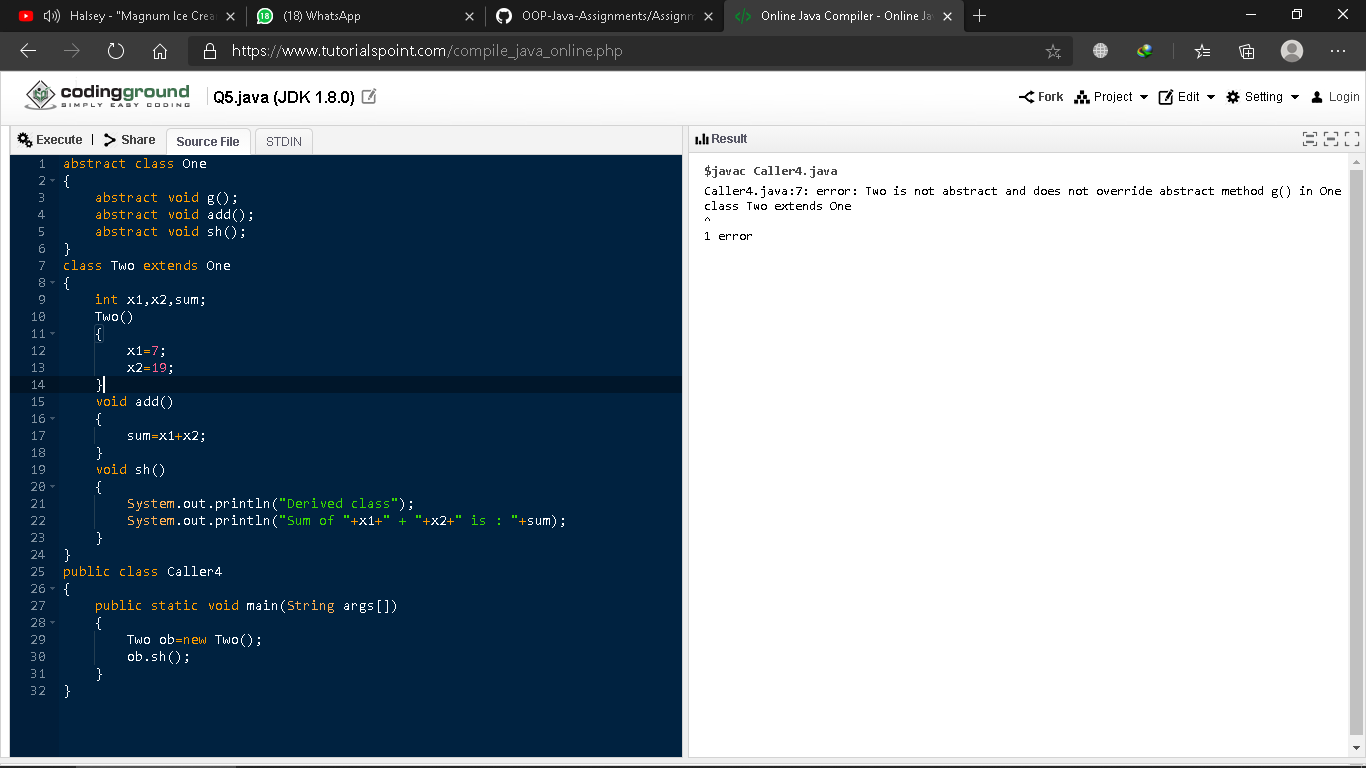 Halsey - "Magnum Ice Crea
(18) WhatsApp
OOP-Java-Assignments/Assignm
Online Java Compiler - Online Ja
https://www.tutorialspoint.com/compile_java_online.php
codingground
SIMPLY EASY CODING
Q5.java (JDK 1.8.0)
Fork
Project
Edit
Setting
Login
Execute | Share
Source File
STDIN
Result
1 abstract class One
2 {
3 abstract void g();
4 abstract void add();
5 abstract void sh();
6 }
7 class Two extends One
8 {
9 int x1,x2,sum;
10 Two()
11 {
12 x1=7;
13 x2=19;
14 }
15 void add()
16 {
17 sum=x1+x2;
18 }
19 void sh()
20 {
21 System.out.println("Derived class");
22 System.out.println("Sum of "+x1+" + "+x2+" is : "+sum);
23 }
24 }
25 public class Caller4
26 {
27 public static void main(String args[])
28 {
29 Two ob=new Two();
30 ob.sh();
31 }
32 }
$javac Caller4.java
Caller4.java:7: error: Two is not abstract and does not override abstract method g() in One
class Two extends One
^
1 error